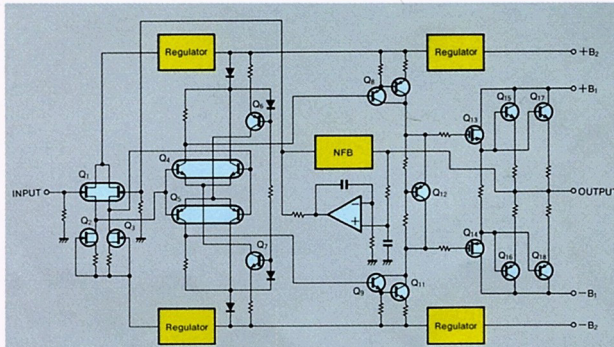 Regulator
Regulator
+B₂
+B₁
Q₈
Q₆
Q₁₅
Q₁₇
Q₁₃
Q₁
Q₄
NFB
INPUT
Q₅
Q₁₂
OUTPUT
−
+
Q₂
Q₃
Q₇
Q₁₄
Q₁₆
Q₁₈
Q₉
Q₁₁
−B₁
Regulator
Regulator
−B₂